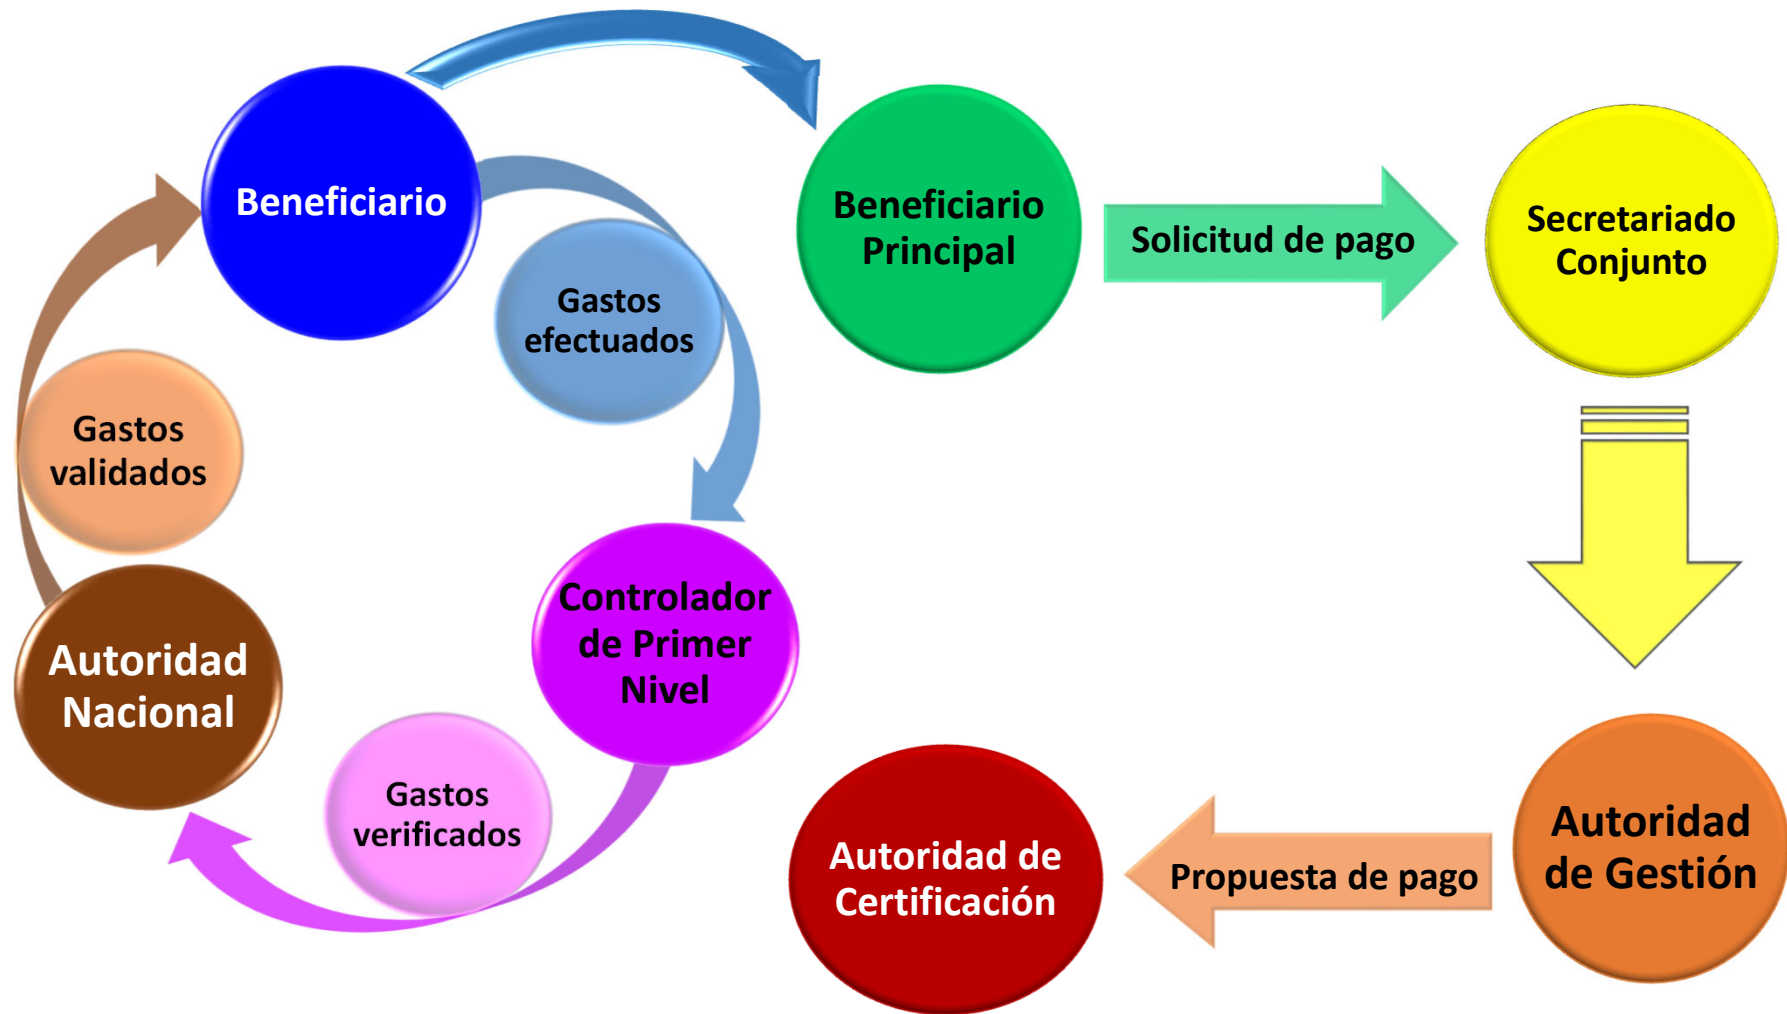 Beneficiario
Beneficiario
Principal
Solicitud de pago
Secretariado
Conjunto
Gastos
efectuados
Gastos
validados
Controlador
de Primer
Nivel
Autoridad
Nacional
Gastos
verificados
Autoridad de
Certificación
Propuesta de pago
Autoridad
de Gestión